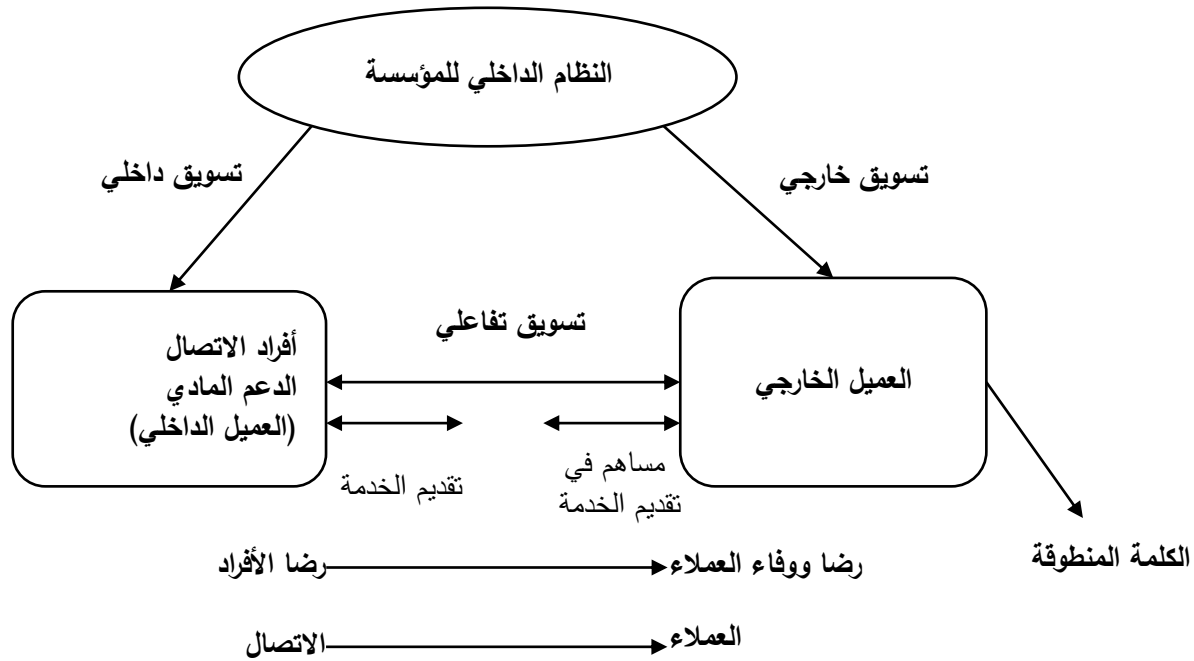 النظام الداخلي للمؤسسة
تسويق خارجي
تسويق داخلي
تسويق تفاعلي
العميل الخارجي
أفراد الاتصال
الدعم المادي
(العميل الداخلي)
مساهم في
تقديم الخدمة
تقديم الخدمة
الكلمة المنطوقة
رضا ووفاء العملاء
رضا الأفراد
العملاء
الاتصال